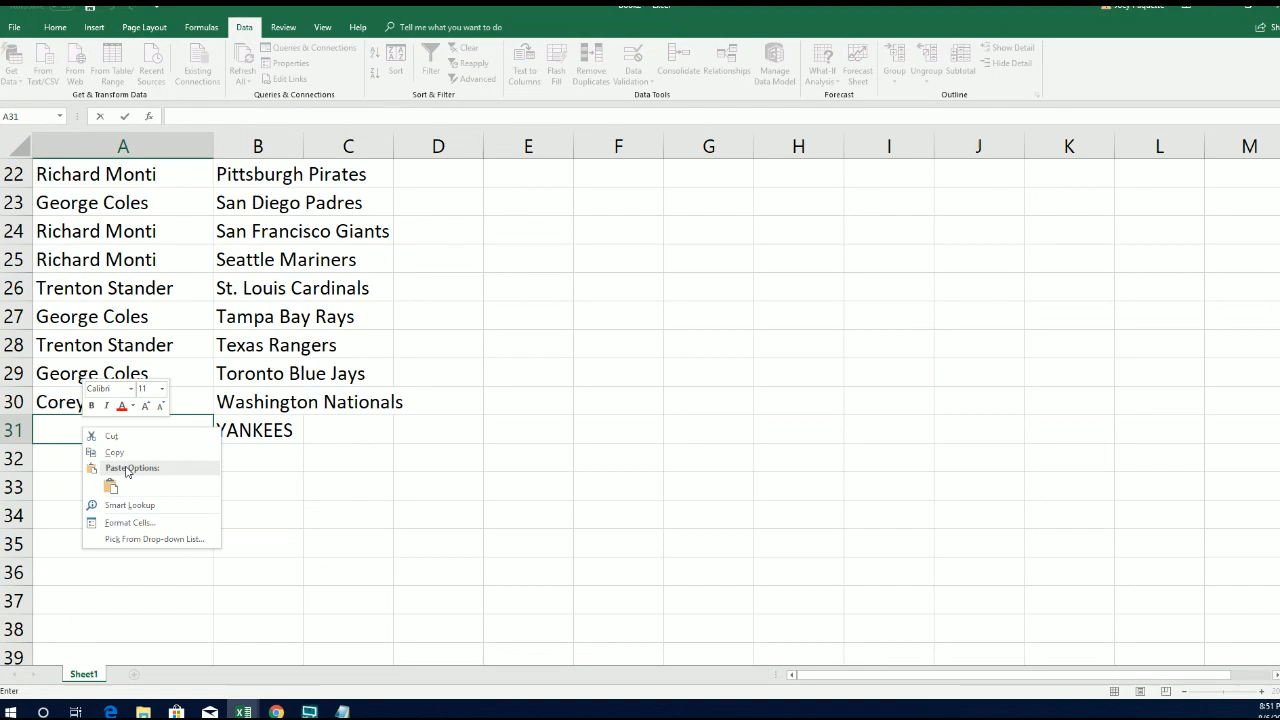 File Home Insert Page Layout Formulas Data Review View Help Tell me what you want to do
Get Data From Text/CSV From Web From Table/ Range Recent Sources Existing Connections Refresh All Queries & Connections Properties Edit Links Sort Filter Clear Reapply Advanced Text to Columns Flash Fill Remove Duplicates Data Validation Consolidate Relationships Manage Data Model What-If Analysis Forecast Sheet Group Ungroup Subtotal Show Detail Hide Detail
Get & Transform Data Queries & Connections Sort & Filter Data Tools Forecast Outline
A31 fx
A B C D E F G H I J K L M
22 Richard Monti Pittsburgh Pirates
23 George Coles San Diego Padres
24 Richard Monti San Francisco Giants
25 Richard Monti Seattle Mariners
26 Trenton Stander St. Louis Cardinals
27 George Coles Tampa Bay Rays
28 Trenton Stander Texas Rangers
29 George Coles Toronto Blue Jays
Calibri 11
30 Corey Washington Nationals
B I A A A
31 YANKEES
Cut
Copy
32
Paste Options:
33
Smart Lookup
34
Format Cells...
35 Pick From Drop-down List...
36
37
38
39
Sheet1
Enter
8:51 P